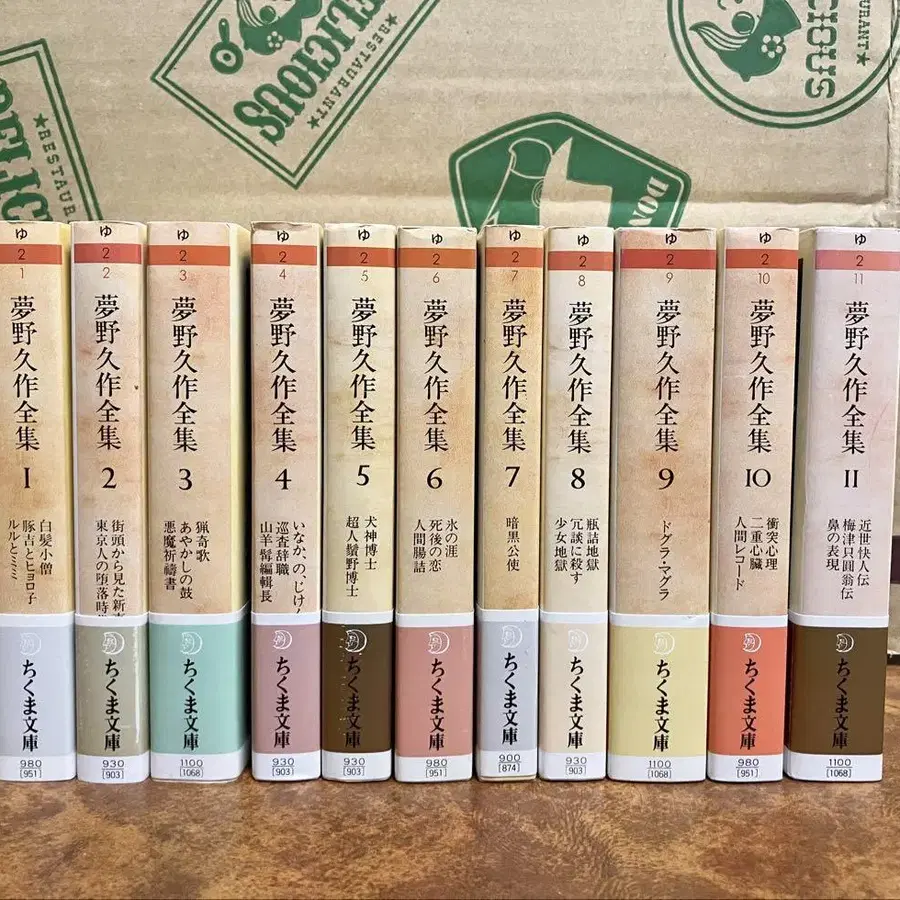 DELICIOUS
★RESTAURANT★
ELICIOUS
★RESTAU
AURANT★
CIOUS
DON
ゆ
2
1
夢野久作全集
1
白髪小僧
豚吉とヒョロ子
ルルとミミ
ちくま文庫
980
[951]
ゆ
2
2
夢野久作全集
2
街頭から見た新
東京人の堕落時
ちくま文庫
930
[903]
ゆ
2
3
夢野久作全集
3
猟奇歌
あやかしの鼓
悪魔祈禱書
ちくま文庫
1100
[1068]
ゆ
2
4
夢野久作全集
4
いなか、の、じけん
巡査辞職
山羊髯編輯長
ちくま文庫
930
[903]
ゆ
2
5
夢野久作全集
5
犬神博士
超人鬚野博士
ちくま文庫
930
[903]
ゆ
2
6
夢野久作全集
6
氷の涯
死後の恋
人間腸詰
ちくま文庫
980
[951]
ゆ
2
7
夢野久作全集
7
暗黒公使
ちくま文庫
900
[874]
ゆ
2
8
夢野久作全集
8
瓶詰地獄
冗談に殺す
少女地獄
ちくま文庫
930
[903]
ゆ
2
9
夢野久作全集
9
ドグラ・マグラ
ちくま文庫
1100
[1068]
ゆ
2
10
夢野久作全集
10
衝突心理
二重心臓
人間レコード
ちくま文庫
980
[951]
ゆ
2
11
夢野久作全集
11
近世快人伝
梅津只圓翁伝
鼻の表現
ちくま文庫
1100
[1068]